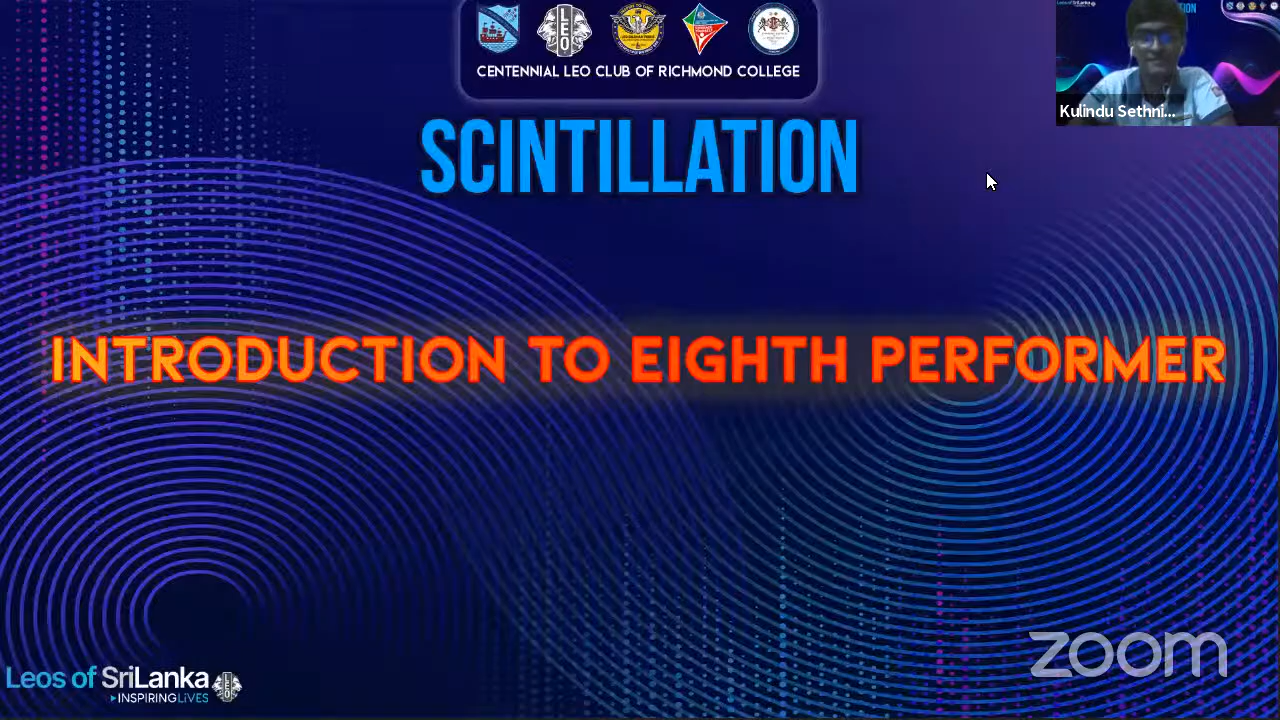 CENTENNIAL LEO CLUB OF RICHMOND COLLEGE
Kulindu Sethni...
SCINTILLATION
INTRODUCTION TO EIGHTH PERFORMER
zoom
Leos of SriLanka
INSPIRING LiVES
LEO